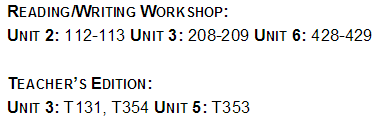 READING/WRITING WORKSHOP:
UNIT 2: 112-113 UNIT 3: 208-209 UNIT 6: 428-429
TEACHER'S EDITION:
UNIT 3: T131, T354 UNIT 5: T353